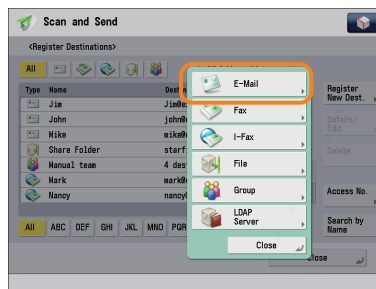 Scan and Send
<Register Destinations>
All
Type Name
Jim Jim@e
John john@
Mike mike@
Share Folder starf
Manual team 4 des
Mark mark@
Nancy nancy
All ABC DEF GHI JKL MNO PQR
E-Mail
Fax
I-Fax
File
Group
LDAP
Server
Close
Register
New Dest.
Details/
Edit
Delete
Access No.
Search by
Name